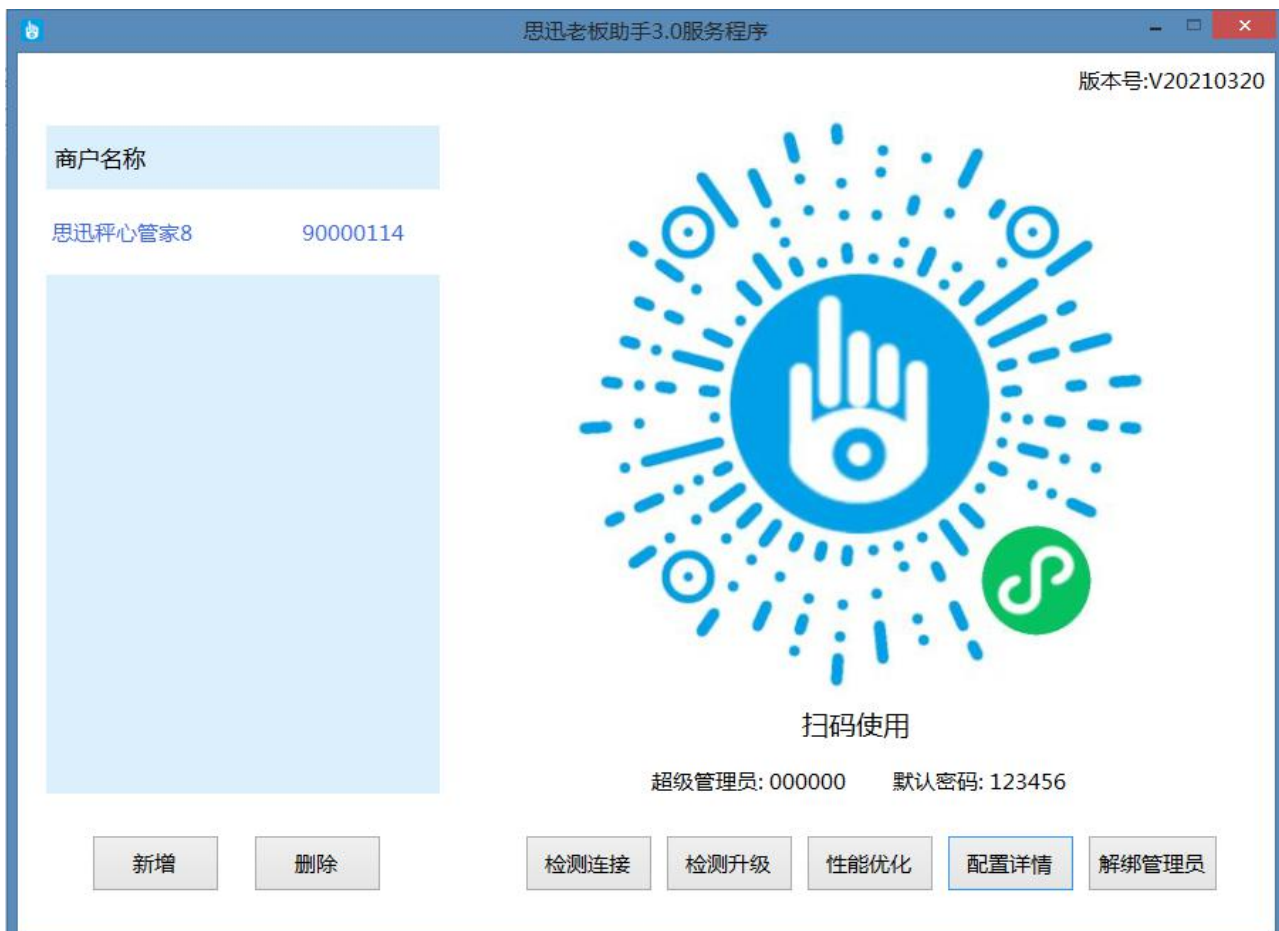 思迅老板助手3.0服务程序
版本号:V20210320
商户名称
思迅秤心管家8 90000114
扫码使用
超级管理员: 000000 默认密码: 123456
新增 删除 检测连接 检测升级 性能优化 配置详情 解绑管理员